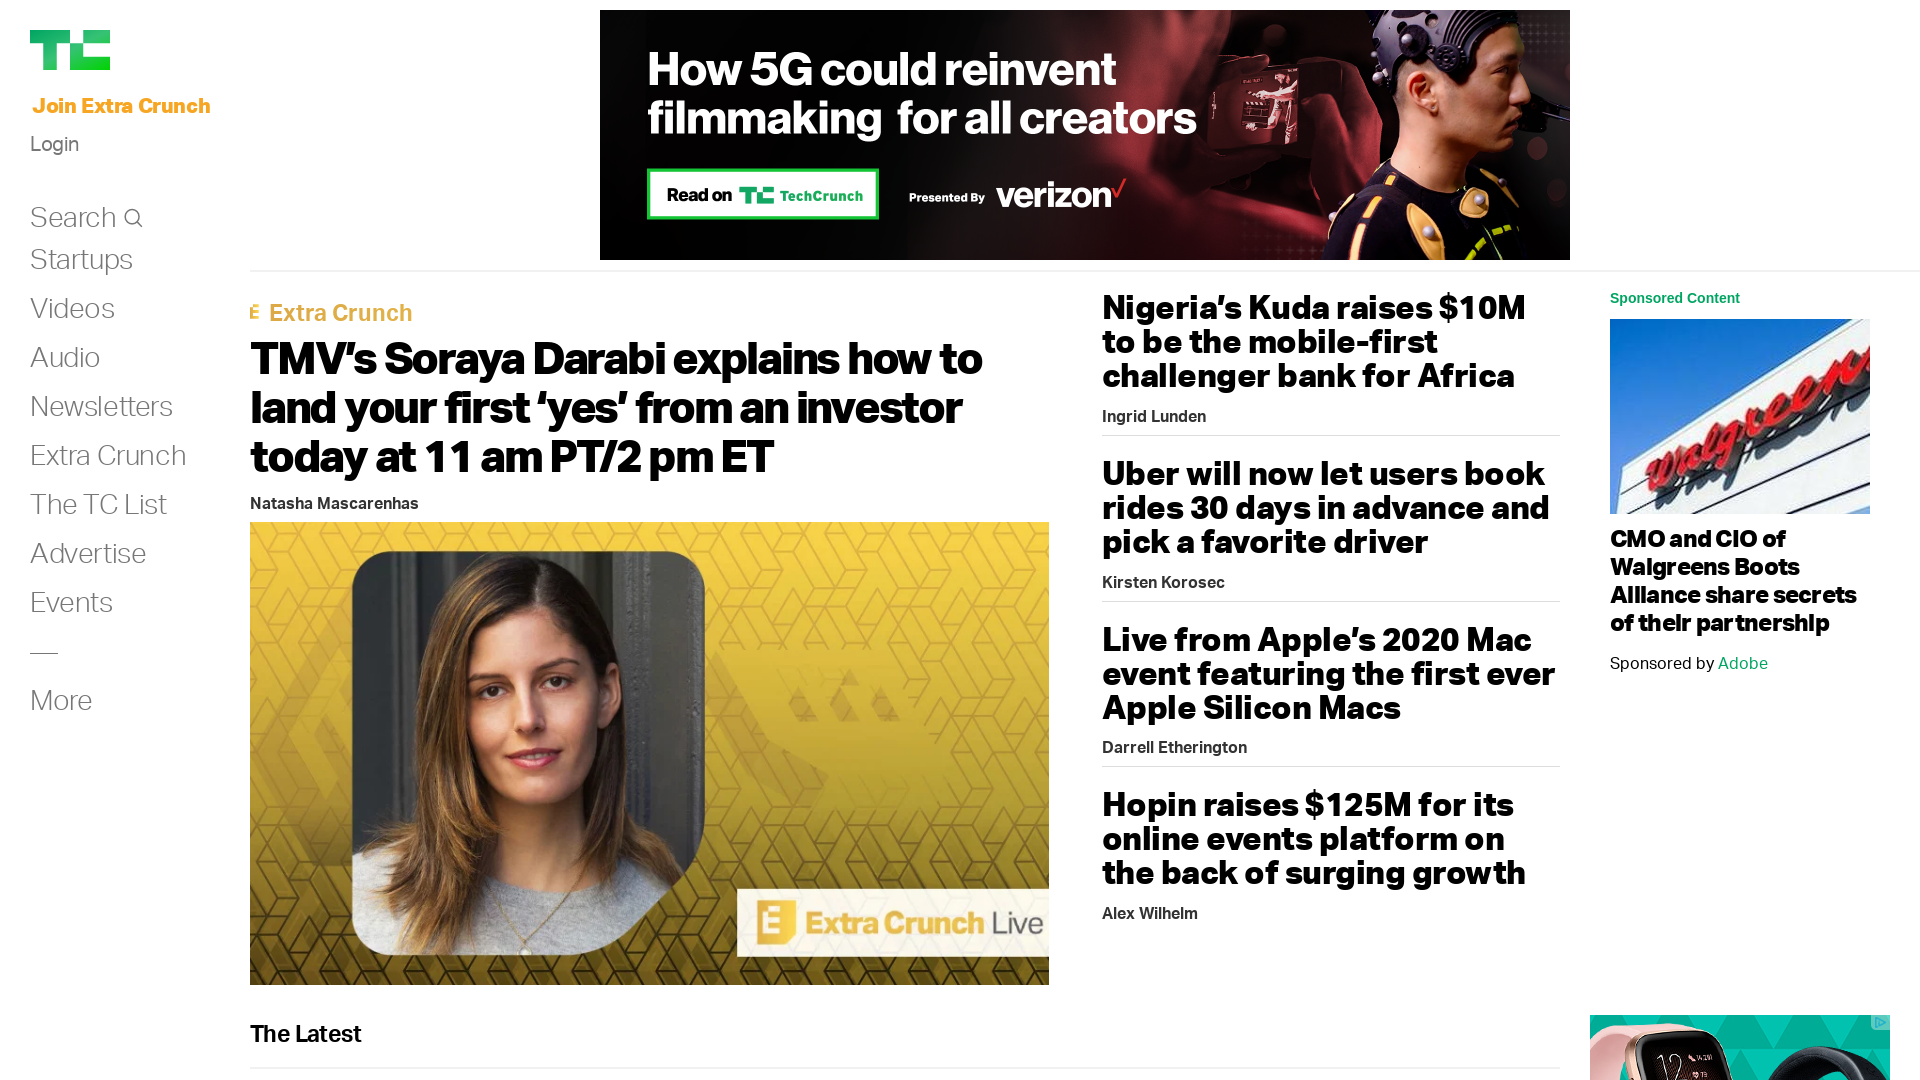 TC
Join Extra Crunch
Login
Search
Startups
Videos
Audio
Newsletters
Extra Crunch
The TC List
Advertise
Events
—
More
How 5G could reinvent
filmmaking for all creators
Read on TC TechCrunch
Presented By verizon✓
Extra Crunch
TMV’s Soraya Darabi explains how to
land your first ‘yes’ from an investor
today at 11 am PT/2 pm ET
Natasha Mascarenhas
Extra Crunch Live
Nigeria’s Kuda raises $10M
to be the mobile-first
challenger bank for Africa
Ingrid Lunden
Uber will now let users book
rides 30 days in advance and
pick a favorite driver
Kirsten Korosec
Live from Apple’s 2020 Mac
event featuring the first ever
Apple Silicon Macs
Darrell Etherington
Hopin raises $125M for its
online events platform on
the back of surging growth
Alex Wilhelm
Sponsored Content
Walgreens
CMO and CIO of
Walgreens Boots
Alliance share secrets
of their partnership
Sponsored by Adobe
The Latest